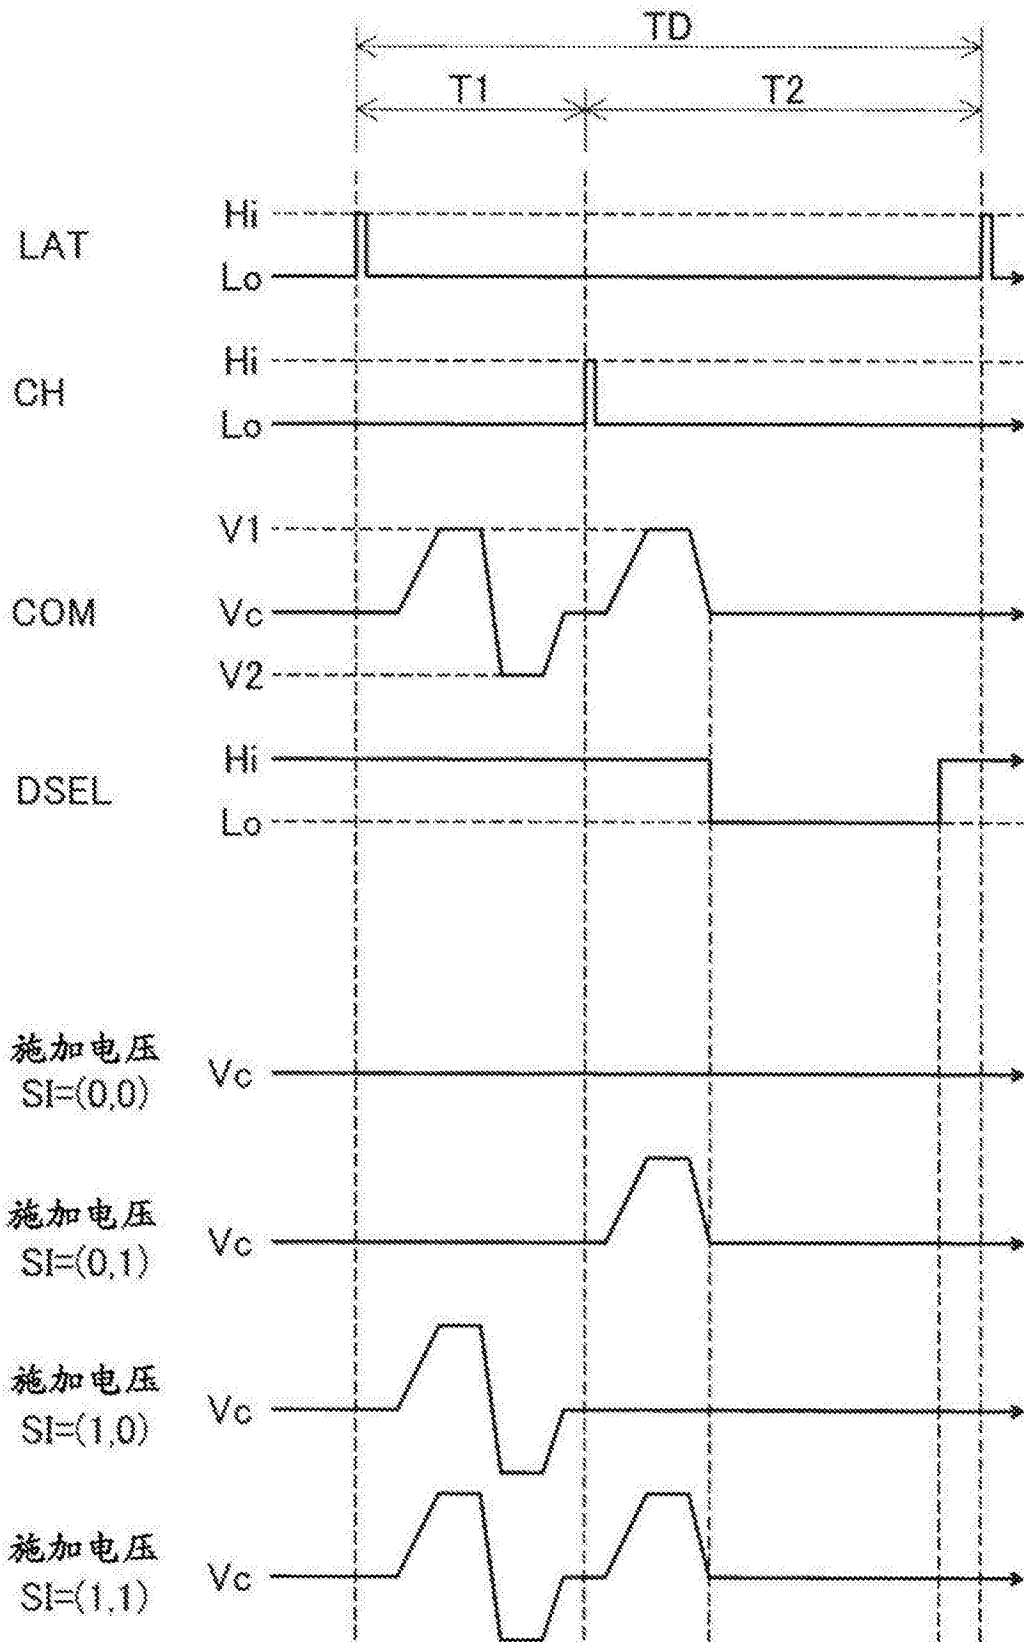 TD
T1 T2
LAT
Hi
Lo
CH
Hi
Lo
COM
V1
Vc
V2
DSEL
Hi
Lo
施加电压
SI=(0,0)
Vc
施加电压
SI=(0,1)
Vc
施加电压
SI=(1,0)
Vc
施加电压
SI=(1,1)
Vc